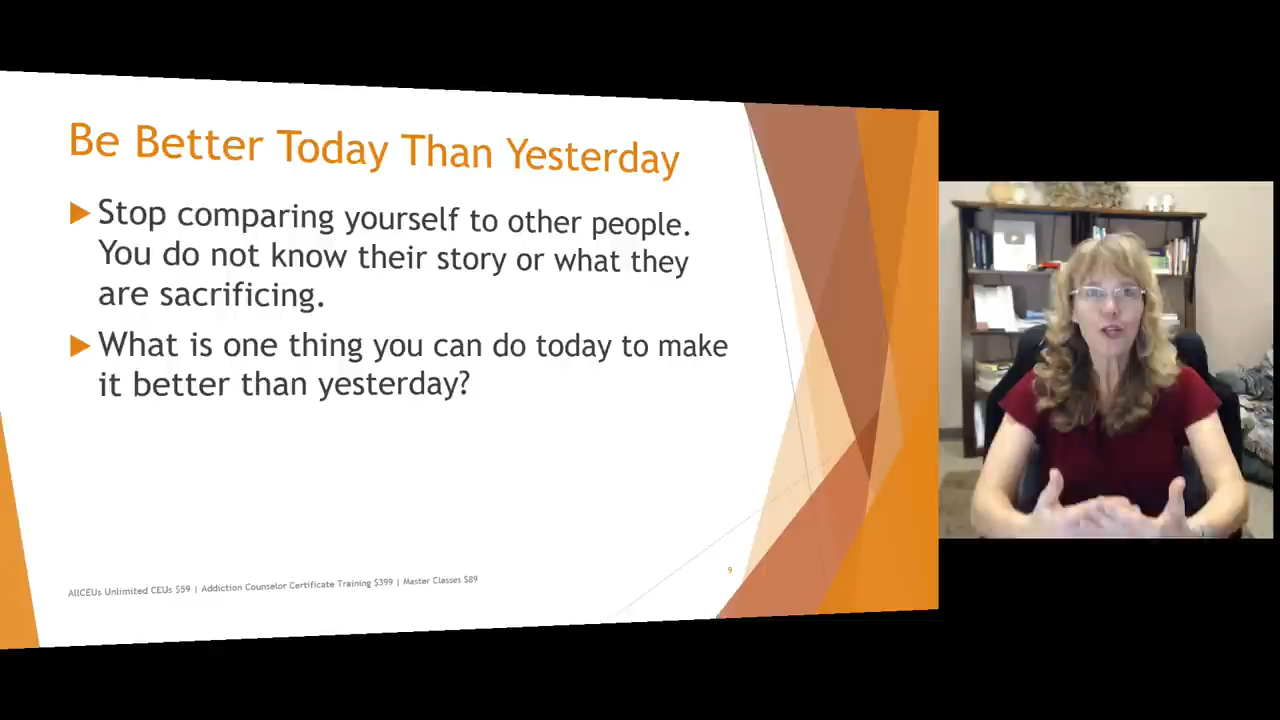 Be Better Today Than Yesterday
Stop comparing yourself to other people.
You do not know their story or what they
are sacrificing.
What is one thing you can do today to make
it better than yesterday?
AllCEUs Unlimited CEUs $59 | Addiction Counselor Certificate Training $399 | Master Classes $89
9